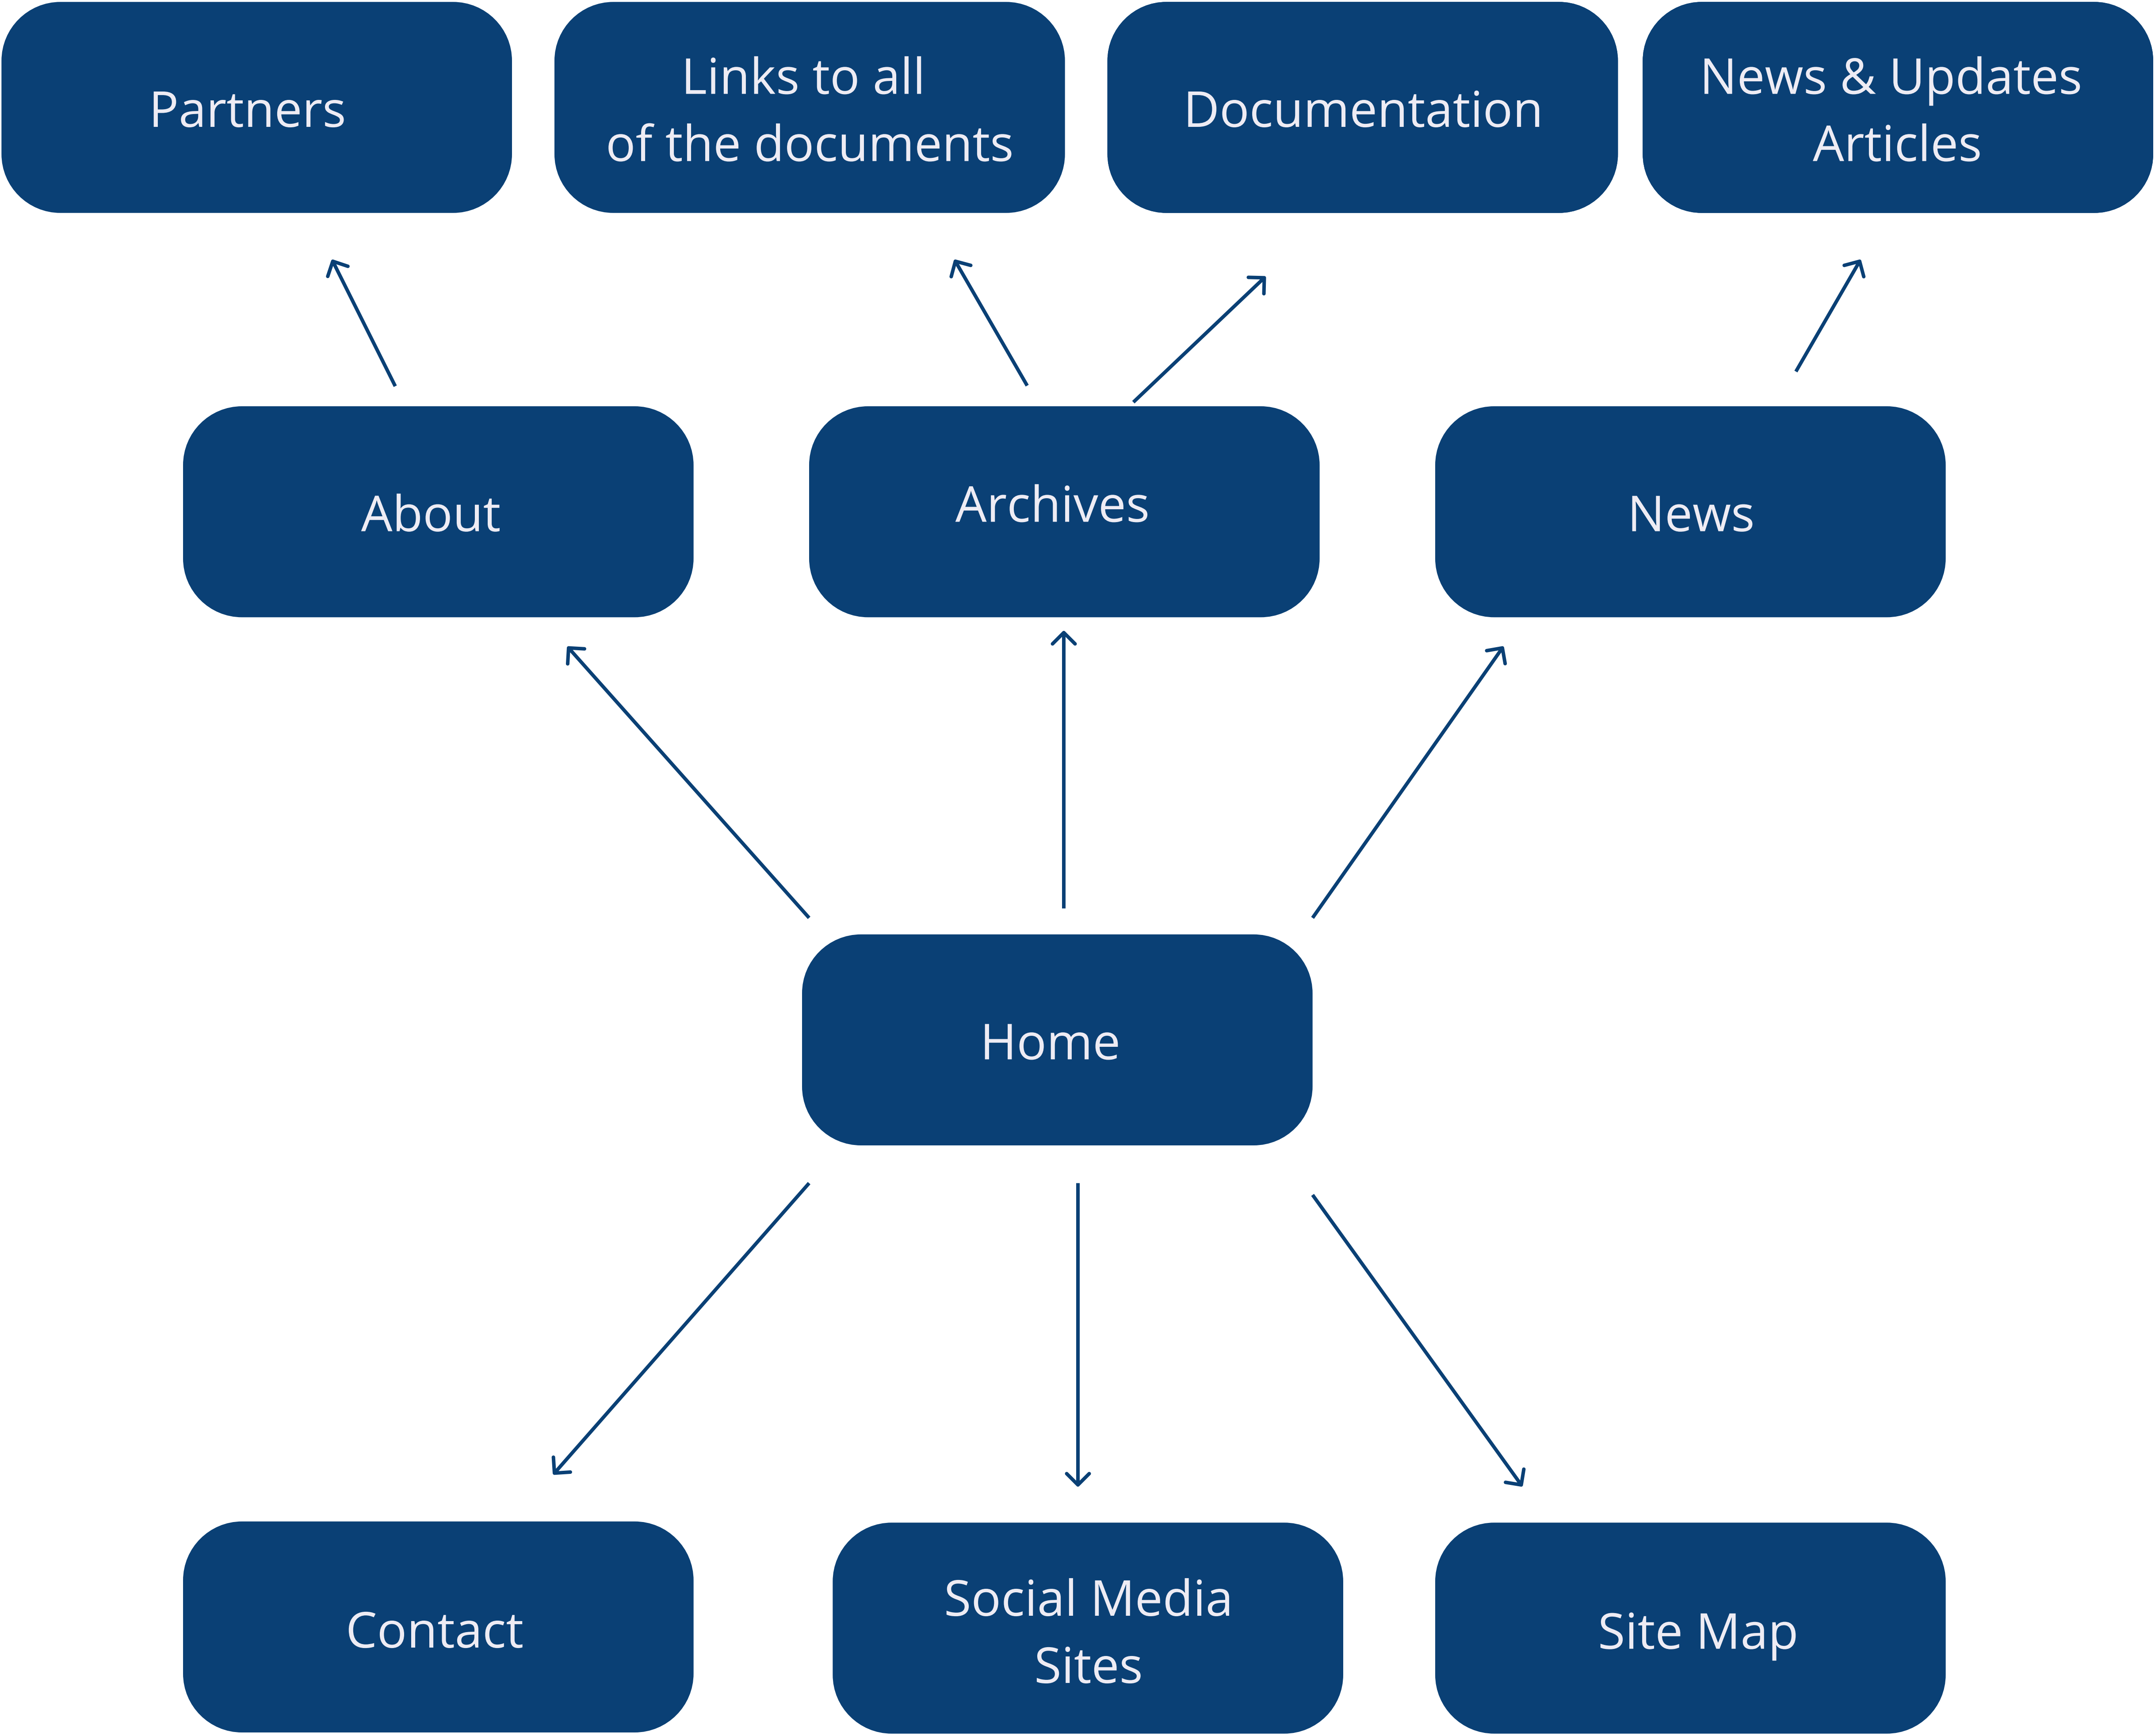 Partners
Links to all
of the documents
Documentation
News & Updates
Articles
About
Archives
News
Home
Contact
Social Media
Sites
Site Map